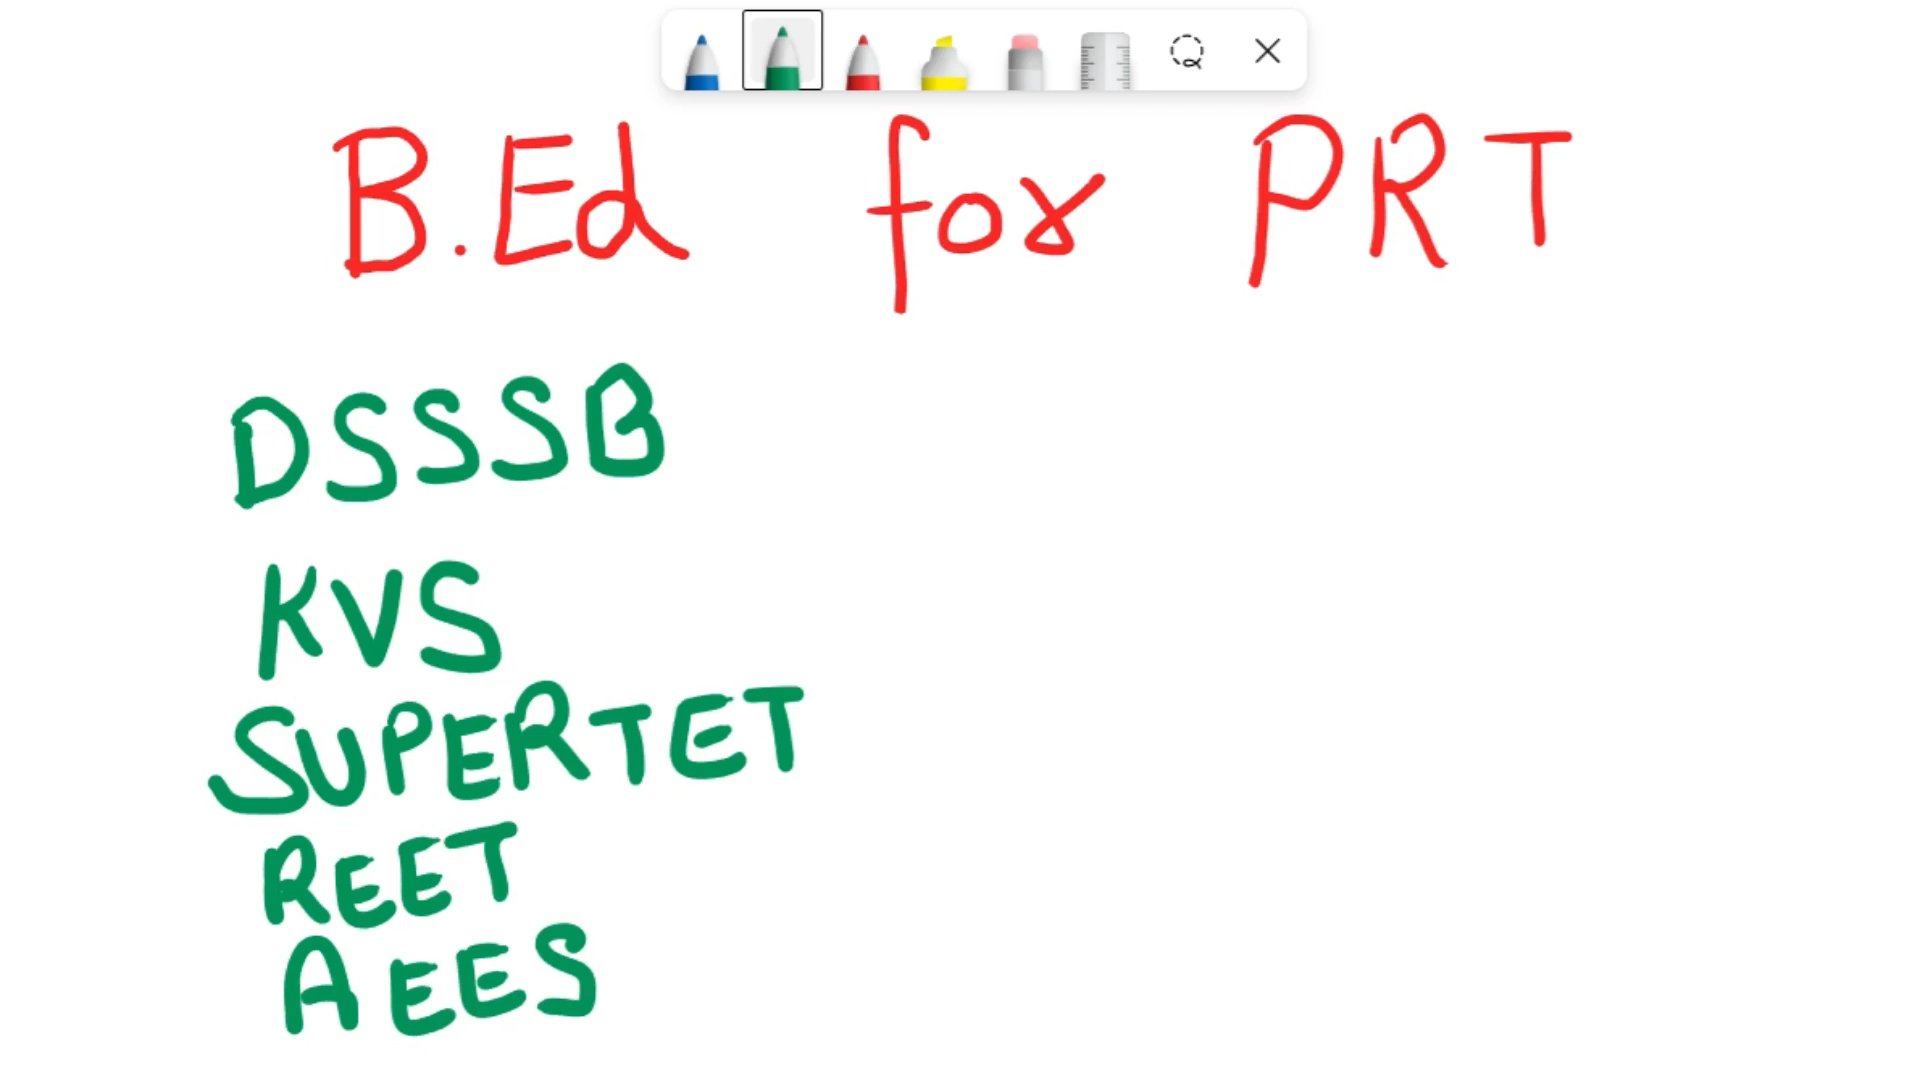 B.Ed for PRT
DSSSB
KVS
SUPERTET
REET
AEES